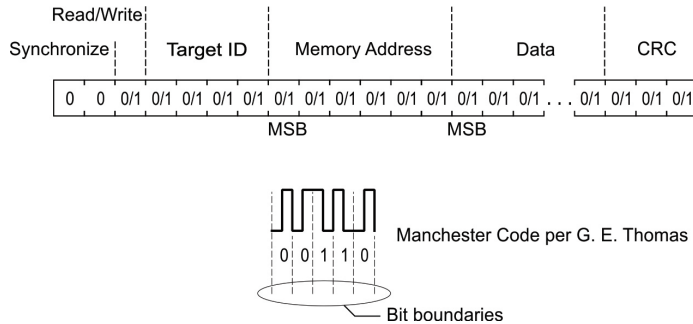 Read/Write
Synchronize Target ID Memory Address Data CRC
0 0 0/1 0/1 0/1 0/1 0/1 0/1 0/1 0/1 0/1 0/1 0/1 0/1 0/1 0/1 . . . 0/1 0/1 0/1 0/1
MSB MSB
Manchester Code per G. E. Thomas
0 0 1 1 0
Bit boundaries